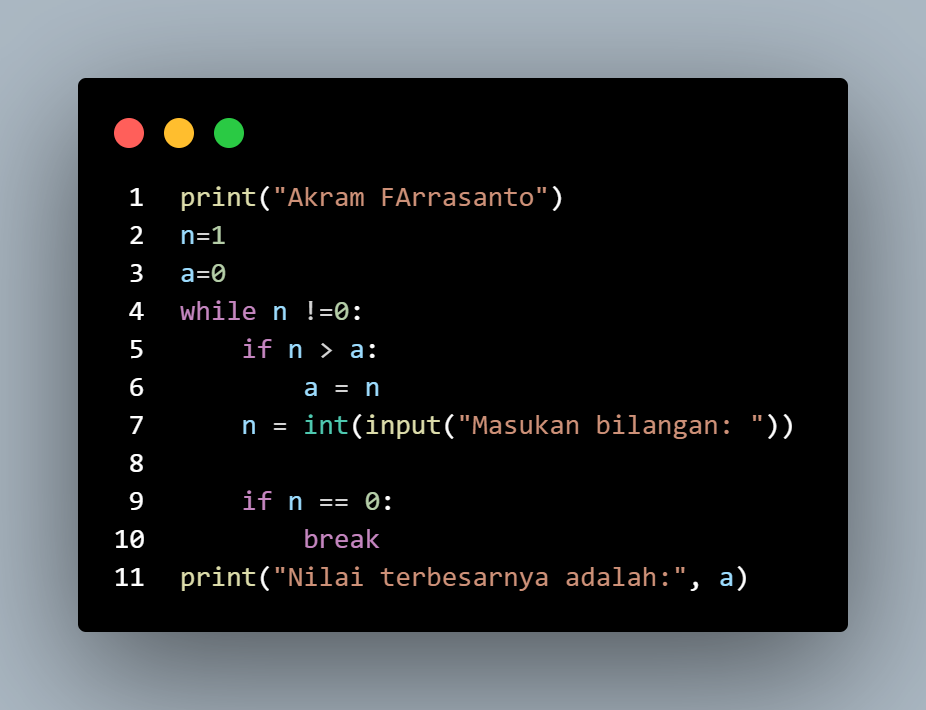 1 print("Akram FArrasanto")
2 n=1
3 a=0
4 while n !=0:
5     if n > a:
6         a = n
7     n = int(input("Masukan bilangan: "))
8
9     if n == 0:
10         break
11 print("Nilai terbesarnya adalah:", a)